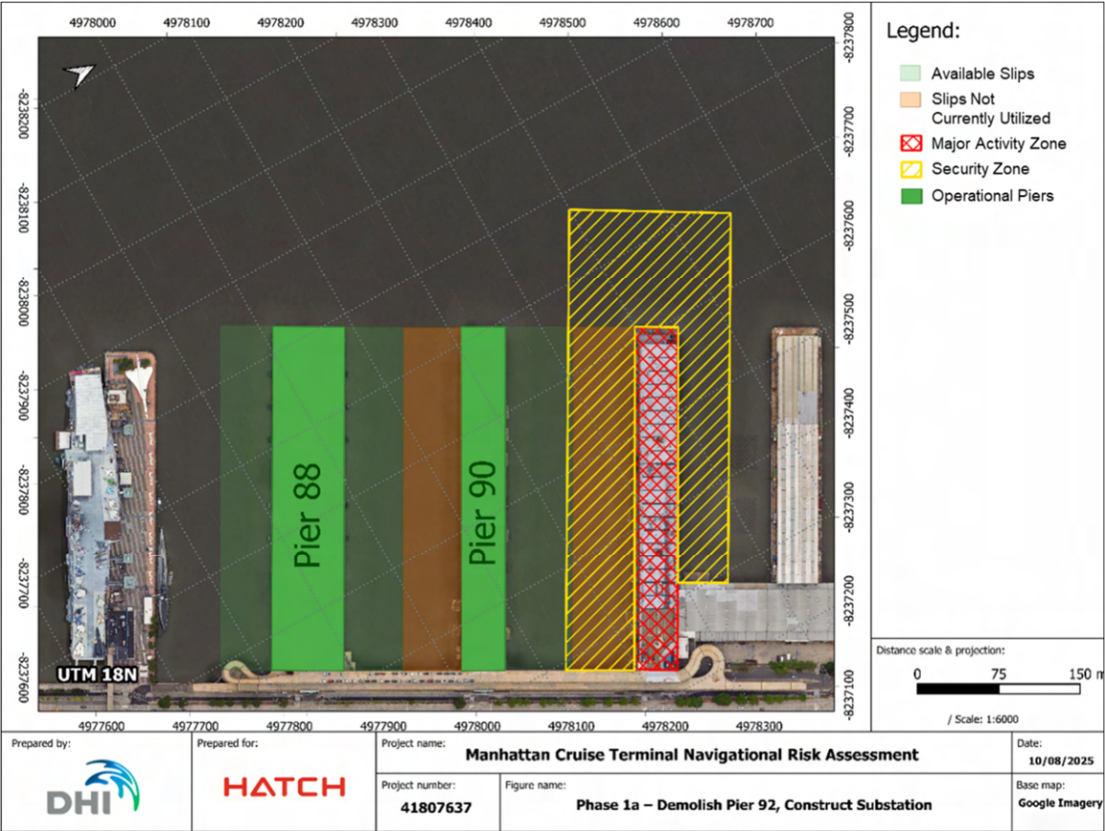 4978000 4978100 4978200 4978300 4978400 4978500 4978600 4978700
-8238200
-8238100
-8238000
-8237900
-8237800
-8237700
-8237600
-8237800
-8237700
-8237600
-8237500
-8237400
-8237300
-8237200
-8237100
Pier 88
Pier 90
UTM 18N
4977600 4977700 4977800 4977900 4978000 4978100 4978200 4978300
Legend:
Available Slips
Slips Not
Currently Utilized
Major Activity Zone
Security Zone
Operational Piers
Distance scale & projection:
0 75 150 m
/ Scale: 1:6000
Prepared by:
DHI
Prepared for:
HATCH
Project name:
Manhattan Cruise Terminal Navigational Risk Assessment
Project number:
41807637
Figure name:
Phase 1a – Demolish Pier 92, Construct Substation
Date:
10/08/2025
Base map:
Google Imagery